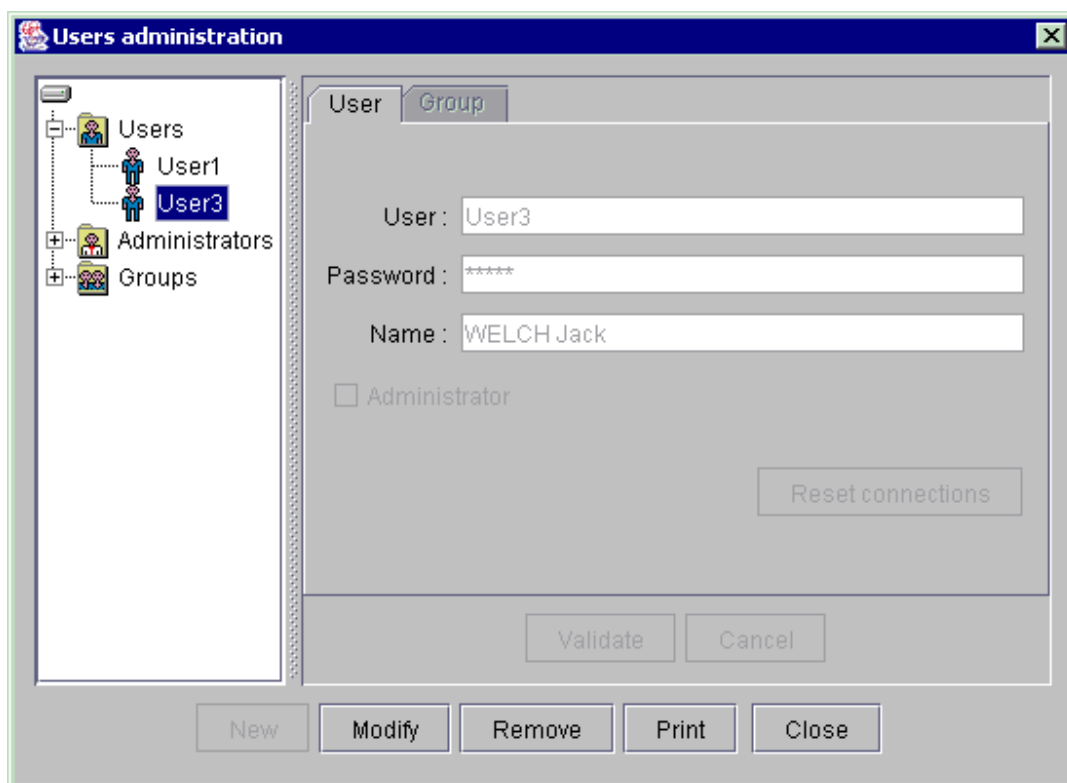 Users administration
Users
User1
User3
Administrators
Groups
User Group
User : User3
Password : *****
Name : WELCH Jack
Administrator
Reset connections
Validate Cancel
New Modify Remove Print Close